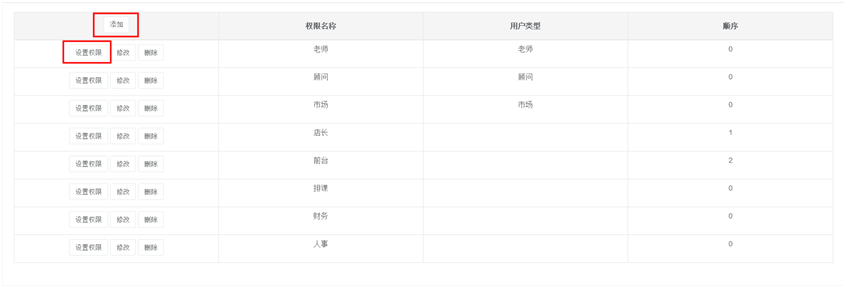 添加 权限名称 用户类型 顺序
设置权限 修改 删除 老师 老师 0
设置权限 修改 删除 顾问 顾问 0
设置权限 修改 删除 市场 市场 0
设置权限 修改 删除 店长 1
设置权限 修改 删除 前台 2
设置权限 修改 删除 排课 0
设置权限 修改 删除 财务 0
设置权限 修改 删除 人事 0